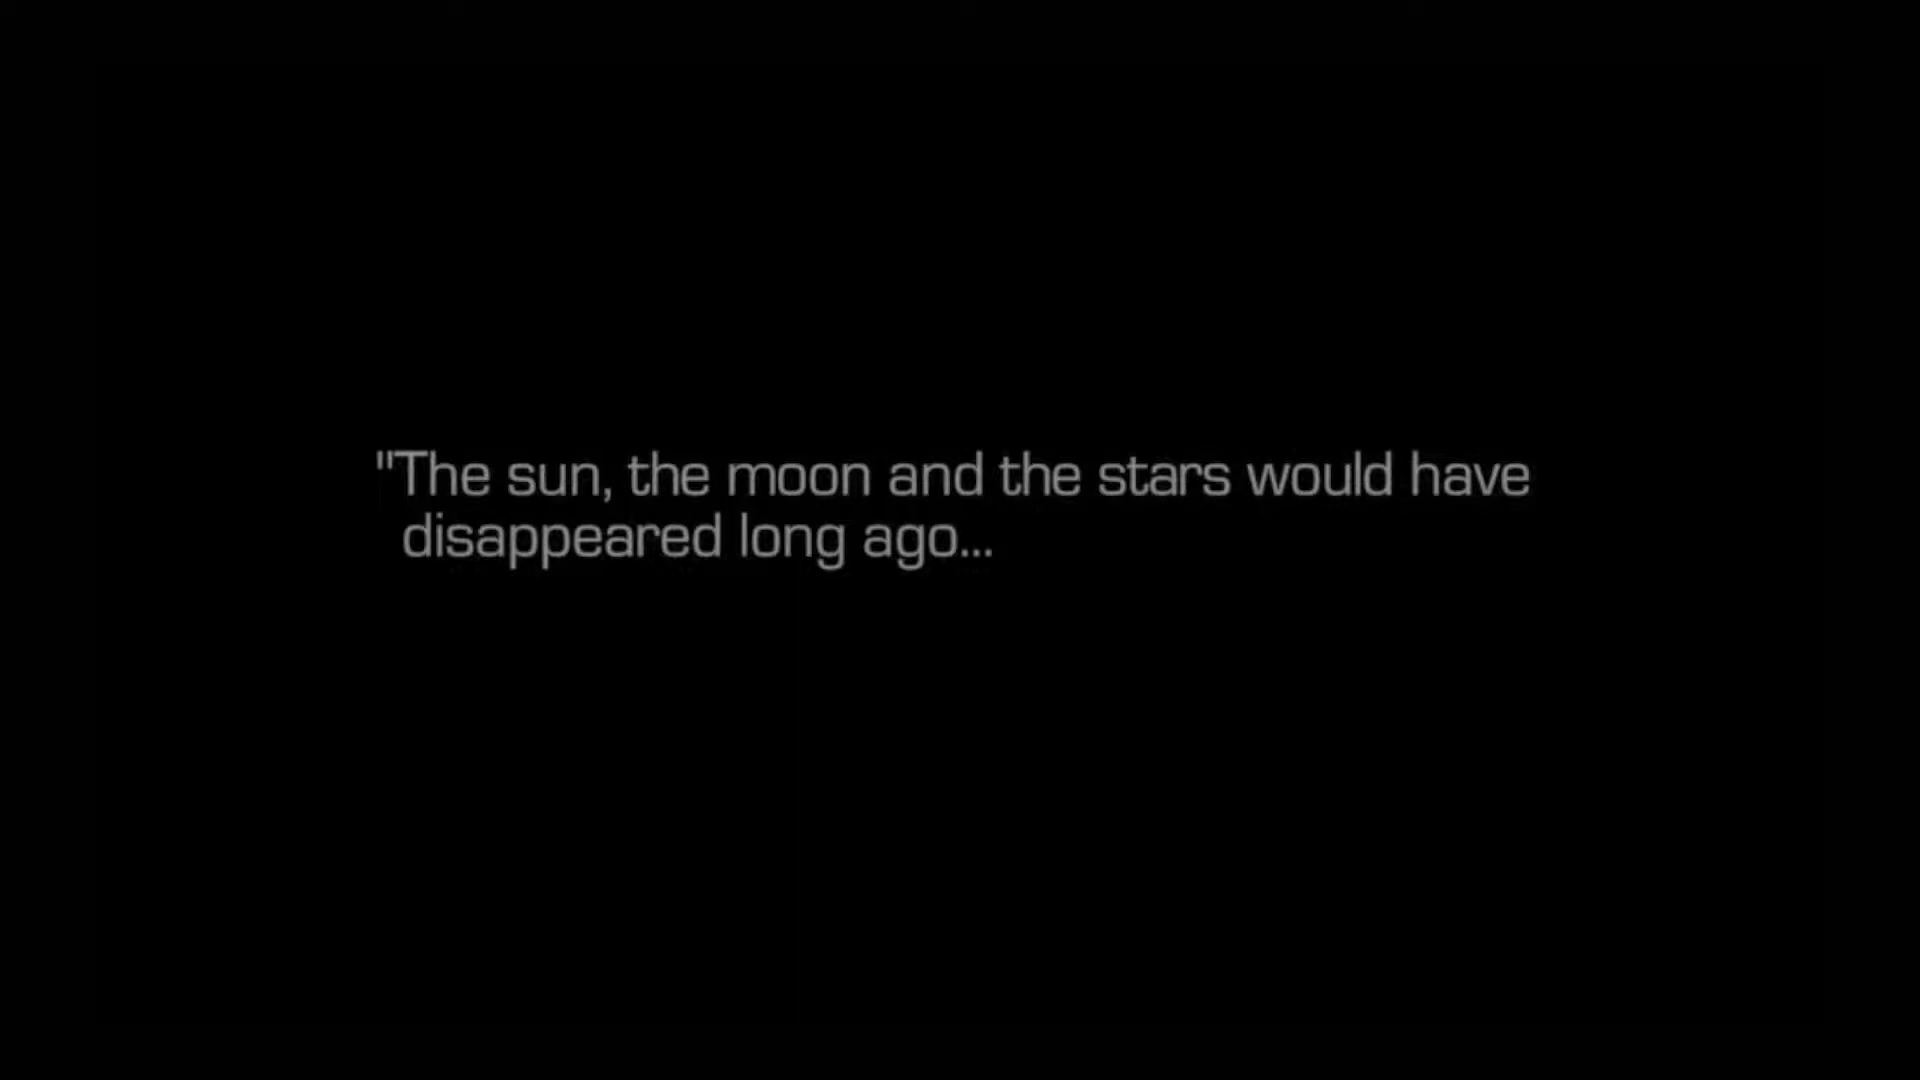 "The sun, the moon and the stars would have
disappeared long ago...